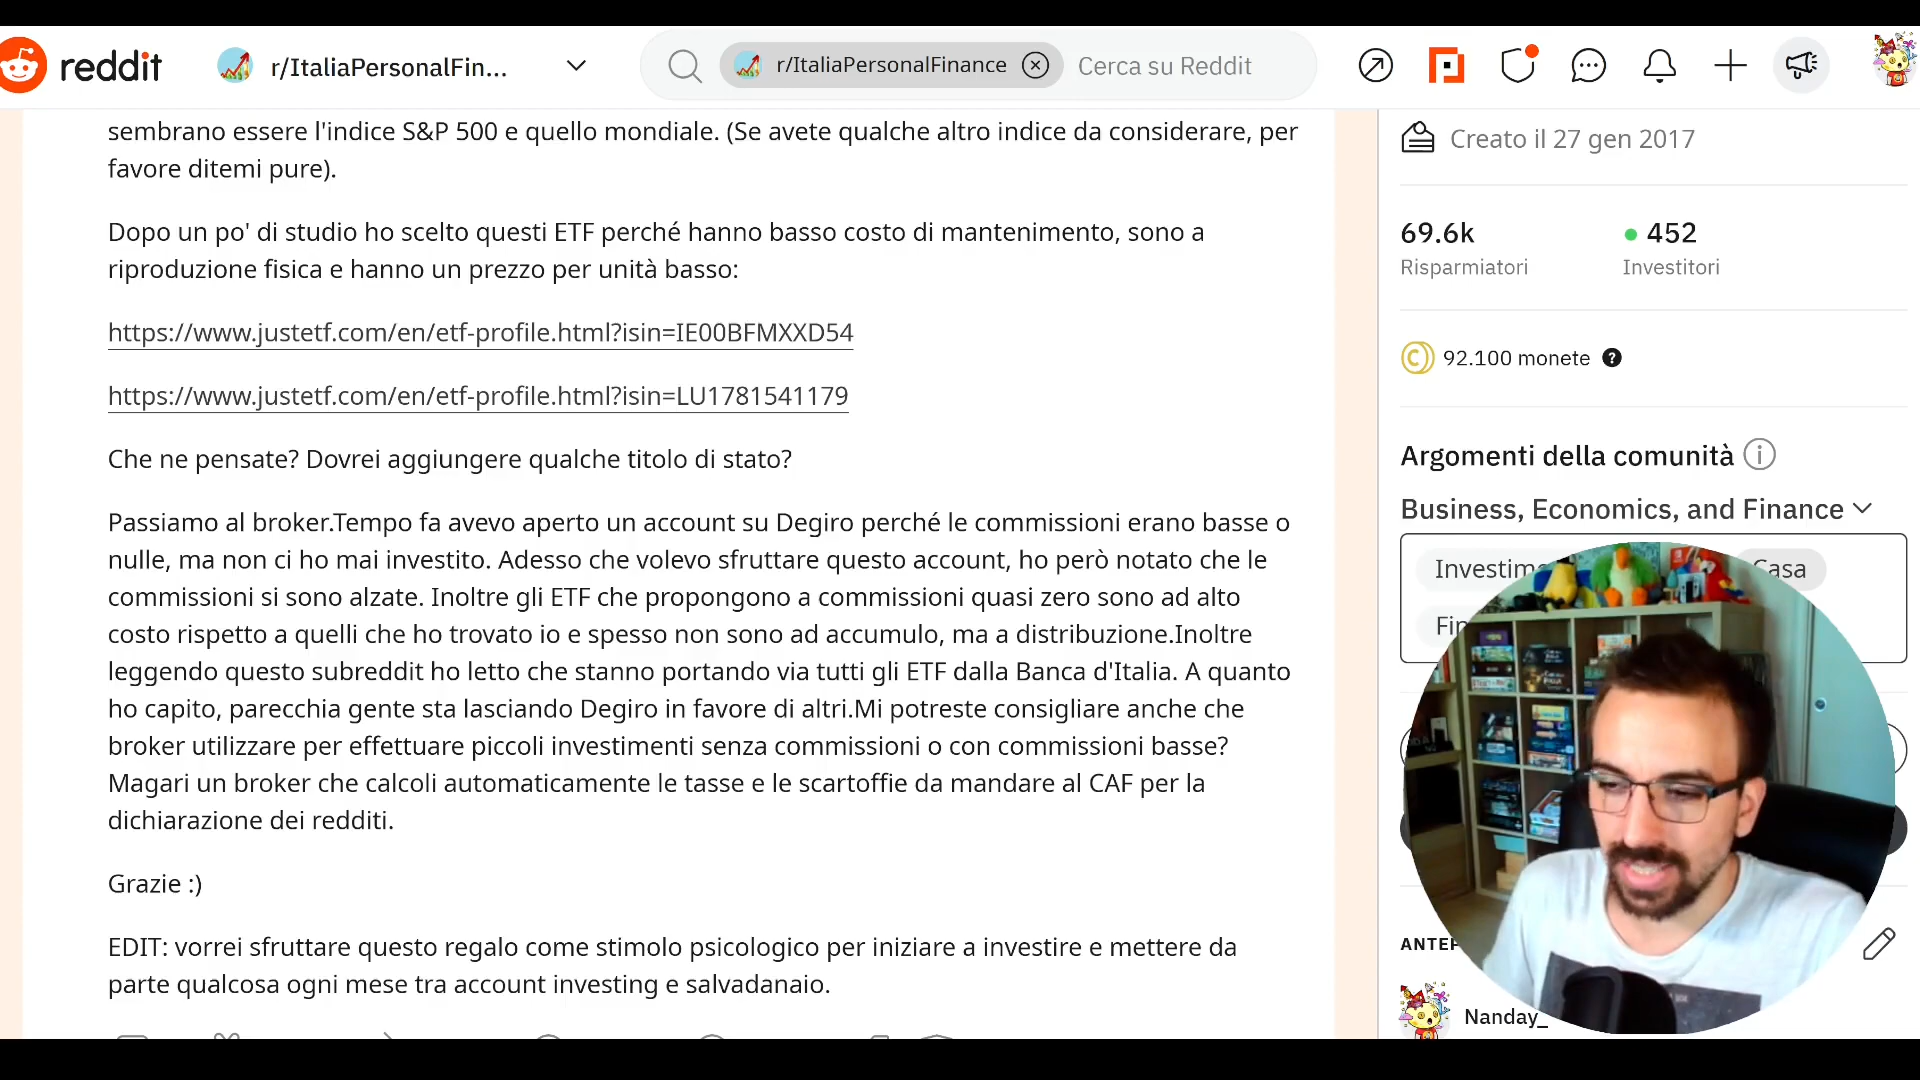 reddit
r/ItaliaPersonalFin...
r/ItaliaPersonalFinance
Cerca su Reddit
sembrano essere l'indice S&P 500 e quello mondiale. (Se avete qualche altro indice da considerare, per
favore ditemi pure).
Dopo un po' di studio ho scelto questi ETF perché hanno basso costo di mantenimento, sono a
riproduzione fisica e hanno un prezzo per unità basso:
https://www.justetf.com/en/etf-profile.html?isin=IE00BFMXXD54
https://www.justetf.com/en/etf-profile.html?isin=LU1781541179
Che ne pensate? Dovrei aggiungere qualche titolo di stato?
Passiamo al broker.Tempo fa avevo aperto un account su Degiro perché le commissioni erano basse o
nulle, ma non ci ho mai investito. Adesso che volevo sfruttare questo account, ho però notato che le
commissioni si sono alzate. Inoltre gli ETF che propongono a commissioni quasi zero sono ad alto
costo rispetto a quelli che ho trovato io e spesso non sono ad accumulo, ma a distribuzione.Inoltre
leggendo questo subreddit ho letto che stanno portando via tutti gli ETF dalla Banca d'Italia. A quanto
ho capito, parecchia gente sta lasciando Degiro in favore di altri.Mi potreste consigliare anche che
broker utilizzare per effettuare piccoli investimenti senza commissioni o con commissioni basse?
Magari un broker che calcoli automaticamente le tasse e le scartoffie da mandare al CAF per la
dichiarazione dei redditi.
Grazie :)
EDIT: vorrei sfruttare questo regalo come stimolo psicologico per iniziare a investire e mettere da
parte qualcosa ogni mese tra account investing e salvadanaio.
Creato il 27 gen 2017
69.6k
452
Risparmiatori
Investitori
92.100 monete
Argomenti della comunità
Business, Economics, and Finance
Casa
Nanday_